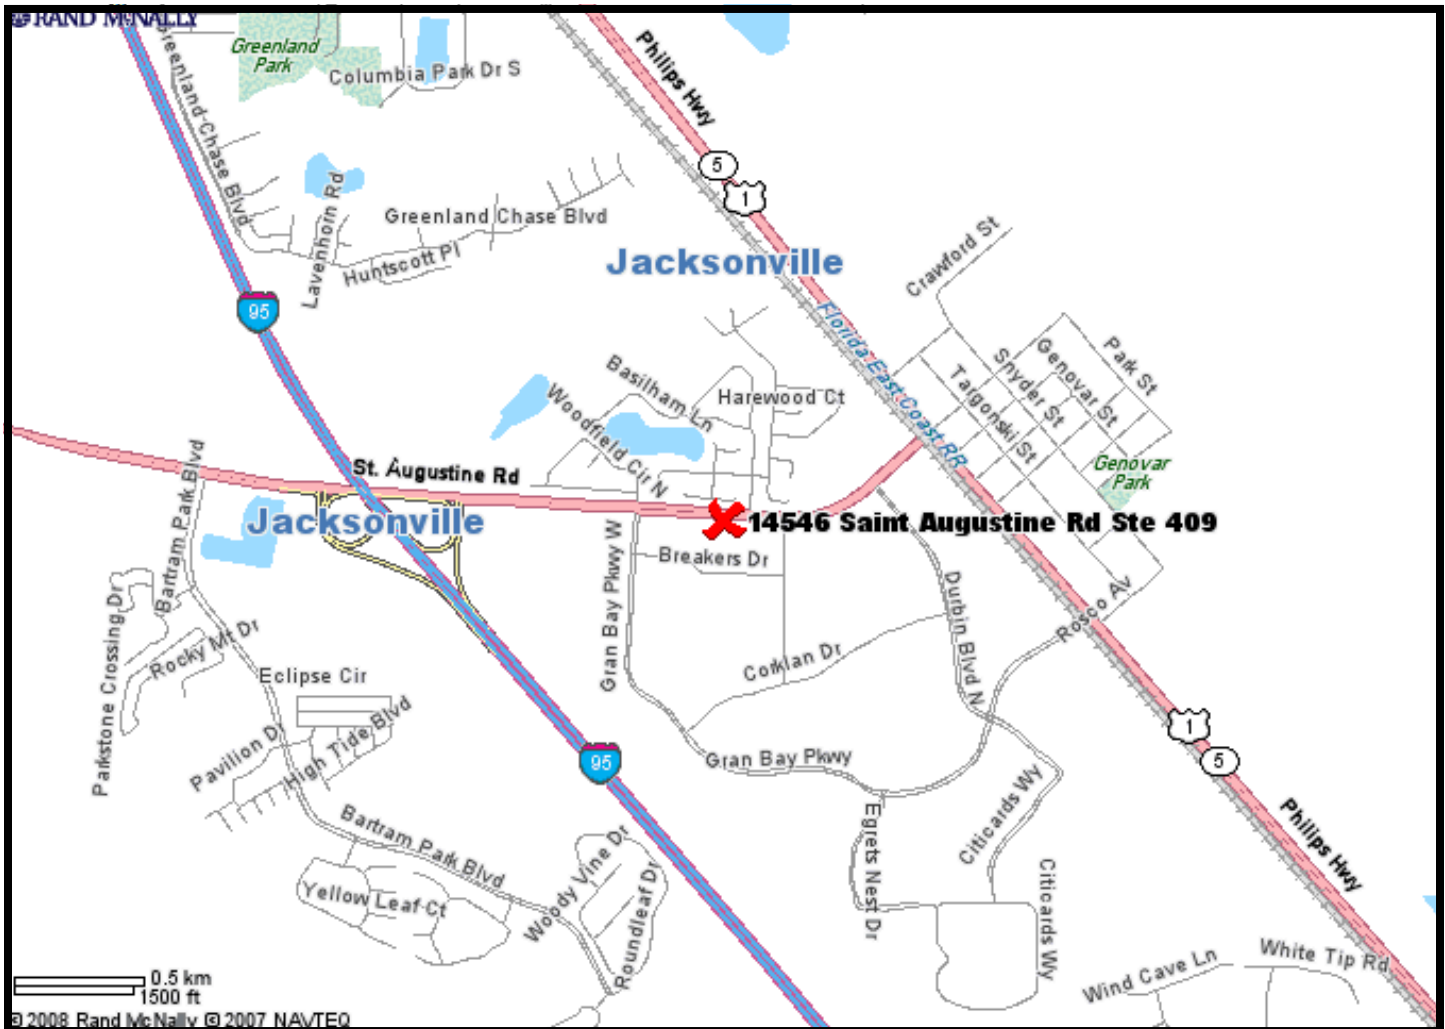 RAND McNALLY
Greenland
Park
Columbia Park Dr S
Phillips Hwy
Greenland Chase Blvd
5
1
Lavenhorn Rd
Greenland Chase Blvd
Huntscott Pl
Crawford St
Jacksonville
95
Florida East Coast RR
Park St
Genovar St
Snyder St
Targonski St
Basilham Ln
Harewood Ct
Woodfield Cir N
Genovar
Park
St. Augustine Rd
Bartram Park Blvd
Jacksonville
14546 Saint Augustine Rd Ste 409
Breakers Dr
Gran Bay Pkwy W
Durbin Blvd N
Rosco Av
Parkstone Crossing Dr
Rocky Mt Dr
Corklan Dr
Eclipse Cir
Pavilion Dr
High Tide Blvd
1
5
95
Gran Bay Pkwy
Citicards Wy
Egrets Nest Dr
Phillips Hwy
Bartram Park Blvd
Woody Vine Dr
Yellow Leaf Ct
Roundleaf Dr
Citicards Wy
White Tip Rd
Wind Cave Ln
0.5 km
1500 ft
© 2008 Rand McNally © 2007 NAVTEQ